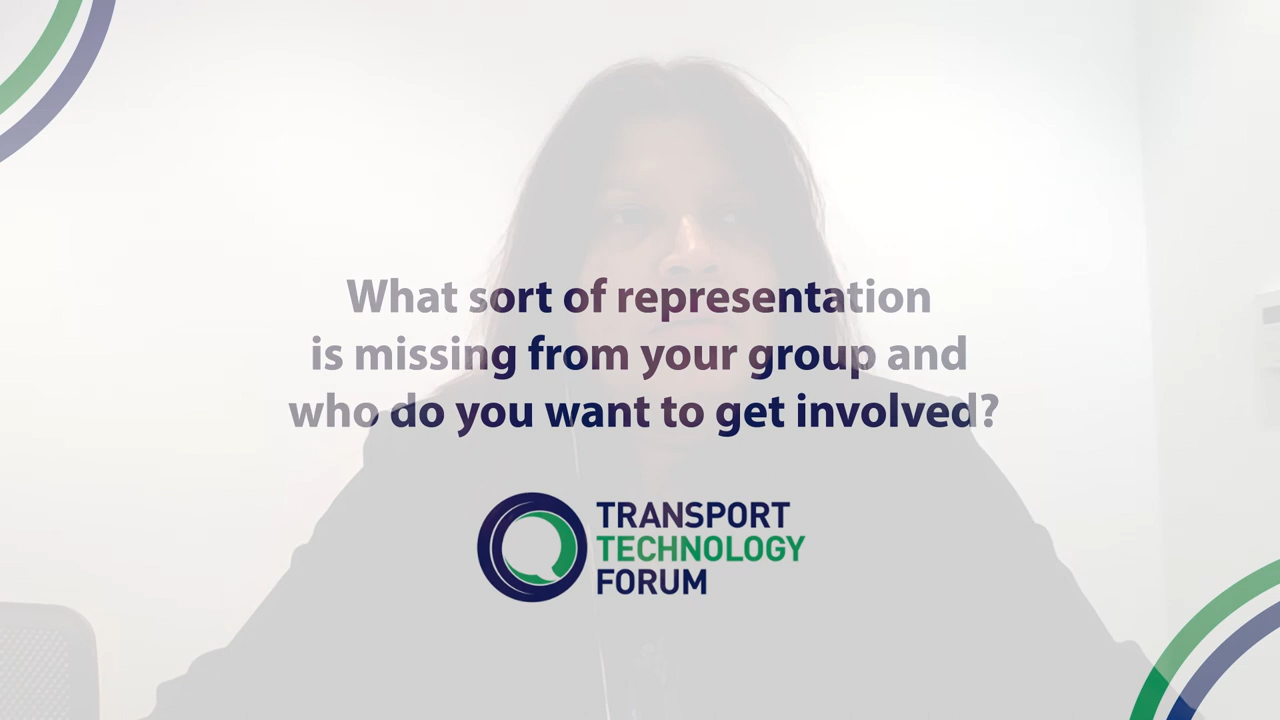 What sort of representation
is missing from your group and
who do you want to get involved?
TRANSPORT
TECHNOLOGY
FORUM